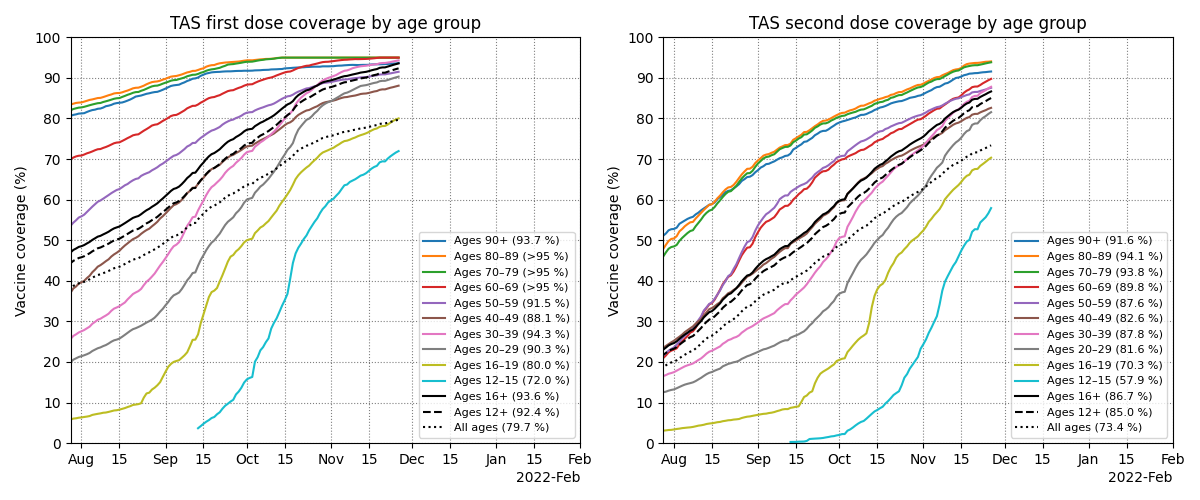 TAS first dose coverage by age group
100
90
80
70
60
50
40
30
20
10
0
Vaccine coverage (%)
Ages 90+ (93.7 %)
Ages 80–89 (>95 %)
Ages 70–79 (>95 %)
Ages 60–69 (>95 %)
Ages 50–59 (91.5 %)
Ages 40–49 (88.1 %)
Ages 30–39 (94.3 %)
Ages 20–29 (90.3 %)
Ages 16–19 (80.0 %)
Ages 12–15 (72.0 %)
Ages 16+ (93.6 %)
Ages 12+ (92.4 %)
All ages (79.7 %)
Aug 15 Sep 15 Oct 15 Nov 15 Dec 15 Jan 15 Feb
2022-Feb
TAS second dose coverage by age group
100
90
80
70
60
50
40
30
20
10
0
Vaccine coverage (%)
Ages 90+ (91.6 %)
Ages 80–89 (94.1 %)
Ages 70–79 (93.8 %)
Ages 60–69 (89.8 %)
Ages 50–59 (87.6 %)
Ages 40–49 (82.6 %)
Ages 30–39 (87.8 %)
Ages 20–29 (81.6 %)
Ages 16–19 (70.3 %)
Ages 12–15 (57.9 %)
Ages 16+ (86.7 %)
Ages 12+ (85.0 %)
All ages (73.4 %)
Aug 15 Sep 15 Oct 15 Nov 15 Dec 15 Jan 15 Feb
2022-Feb